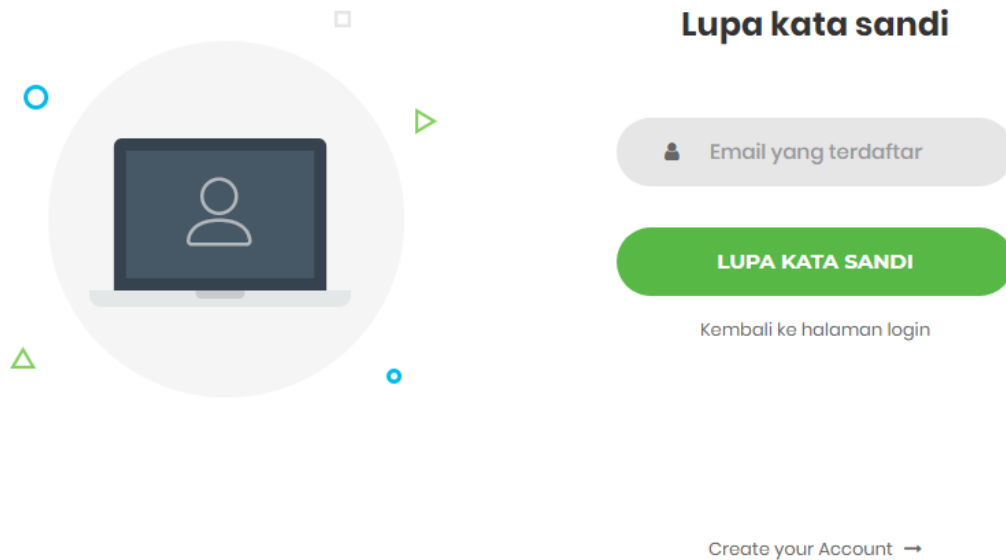 Lupa kata sandi
Email yang terdaftar
LUPA KATA SANDI
Kembali ke halaman login
Create your Account →